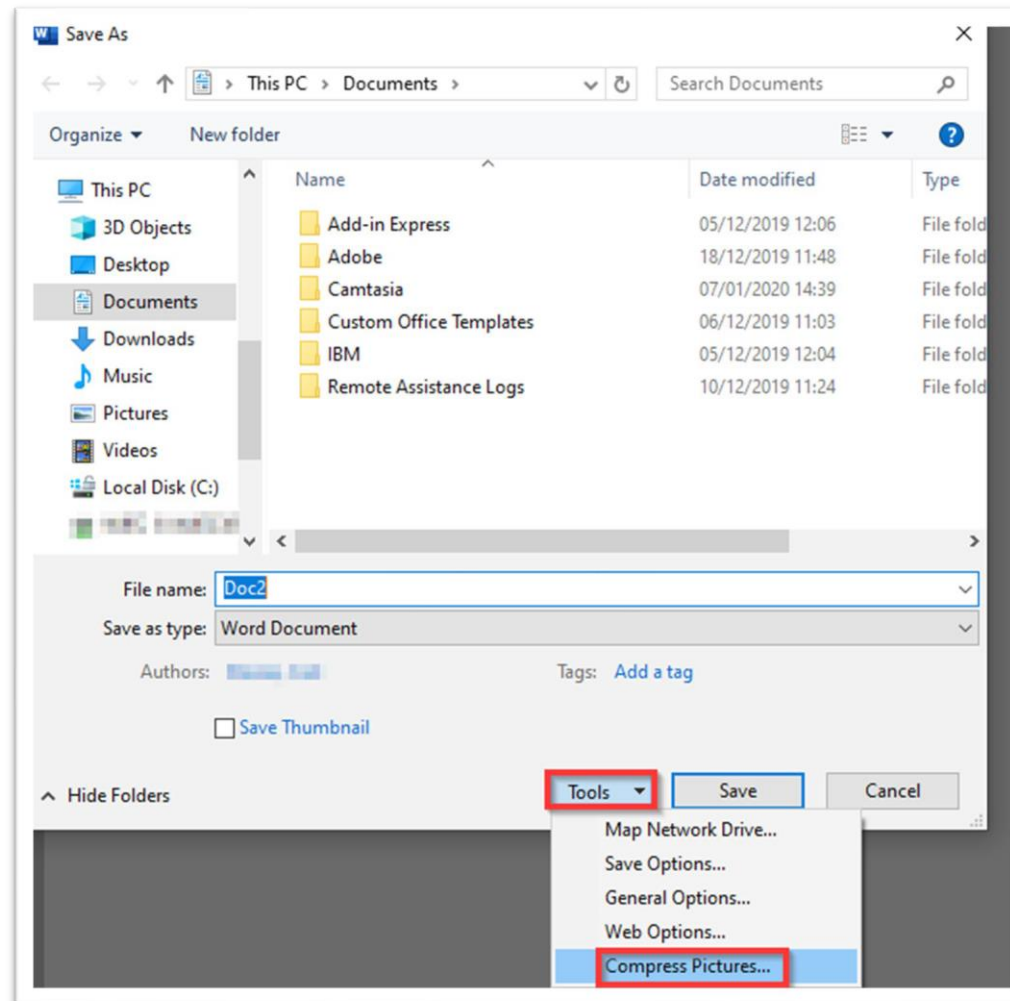 Save As
This PC > Documents >
Search Documents
Organize
New folder
Name Date modified Type
This PC
3D Objects
Desktop
Documents
Downloads
Music
Pictures
Videos
Local Disk (C:)
Add-in Express 05/12/2019 12:06 File fold
Adobe 18/12/2019 11:48 File fold
Camtasia 07/01/2020 14:39 File fold
Custom Office Templates 06/12/2019 11:03 File fold
IBM 05/12/2019 12:04 File fold
Remote Assistance Logs 10/12/2019 11:24 File fold
File name: Doc2
Save as type: Word Document
Authors:
Tags: Add a tag
Save Thumbnail
Hide Folders
Tools Save Cancel
Map Network Drive...
Save Options...
General Options...
Web Options...
Compress Pictures...